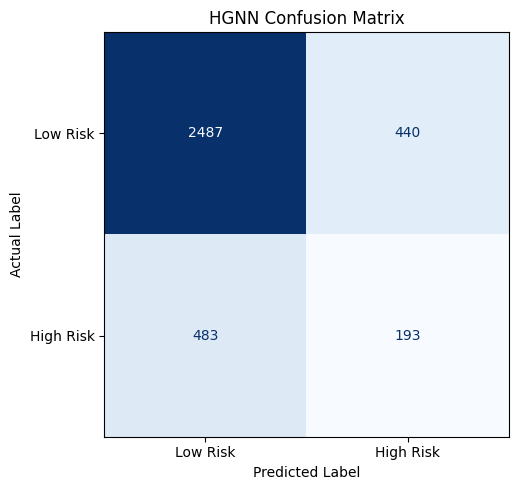 HGNN Confusion Matrix
Low Risk
2487
440
Actual Label
High Risk
483
193
Low Risk
High Risk
Predicted Label